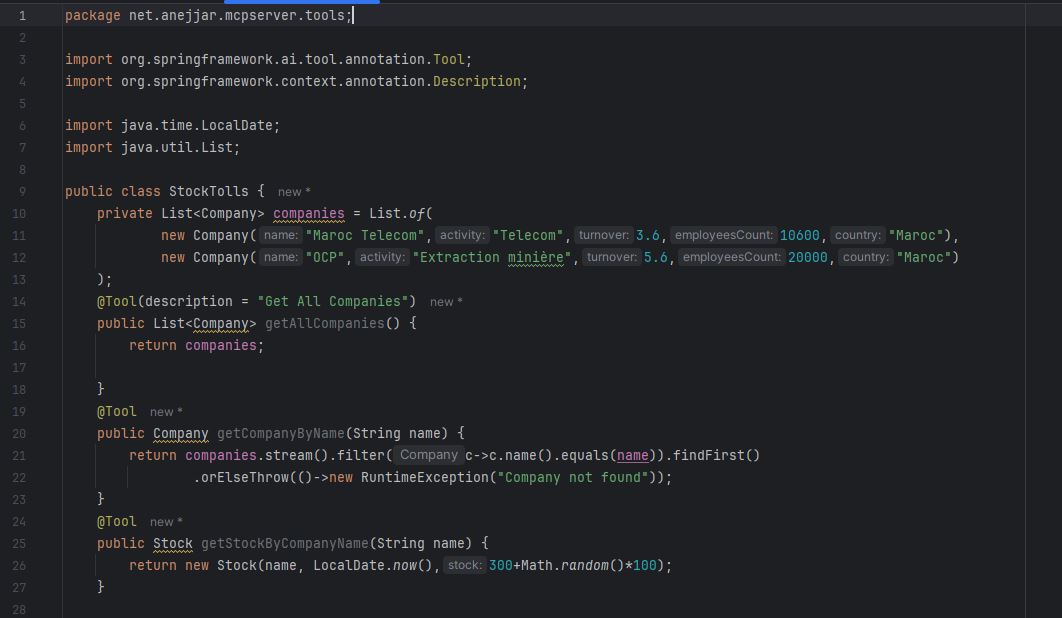 1 package net.anejjar.mcpserver.tools;
2
3 import org.springframework.ai.tool.annotation.Tool;
4 import org.springframework.context.annotation.Description;
5
6 import java.time.LocalDate;
7 import java.util.List;
8
9 public class StockTolls { new *
10 private List<Company> companies = List.of(
11 new Company( name: "Maroc Telecom", activity: "Telecom", turnover: 3.6, employeesCount: 10600, country: "Maroc"),
12 new Company( name: "OCP", activity: "Extraction minière", turnover: 5.6, employeesCount: 20000, country: "Maroc")
13 );
14 @Tool(description = "Get All Companies") new *
15 public List<Company> getAllCompanies() {
16 return companies;
17
18 }
19 @Tool new *
20 public Company getCompanyByName(String name) {
21 return companies.stream().filter( Company c->c.name().equals(name)).findFirst()
22 .orElseThrow(()->new RuntimeException("Company not found"));
23 }
24 @Tool new *
25 public Stock getStockByCompanyName(String name) {
26 return new Stock(name, LocalDate.now(), stock: 300+Math.random()*100);
27 }
28